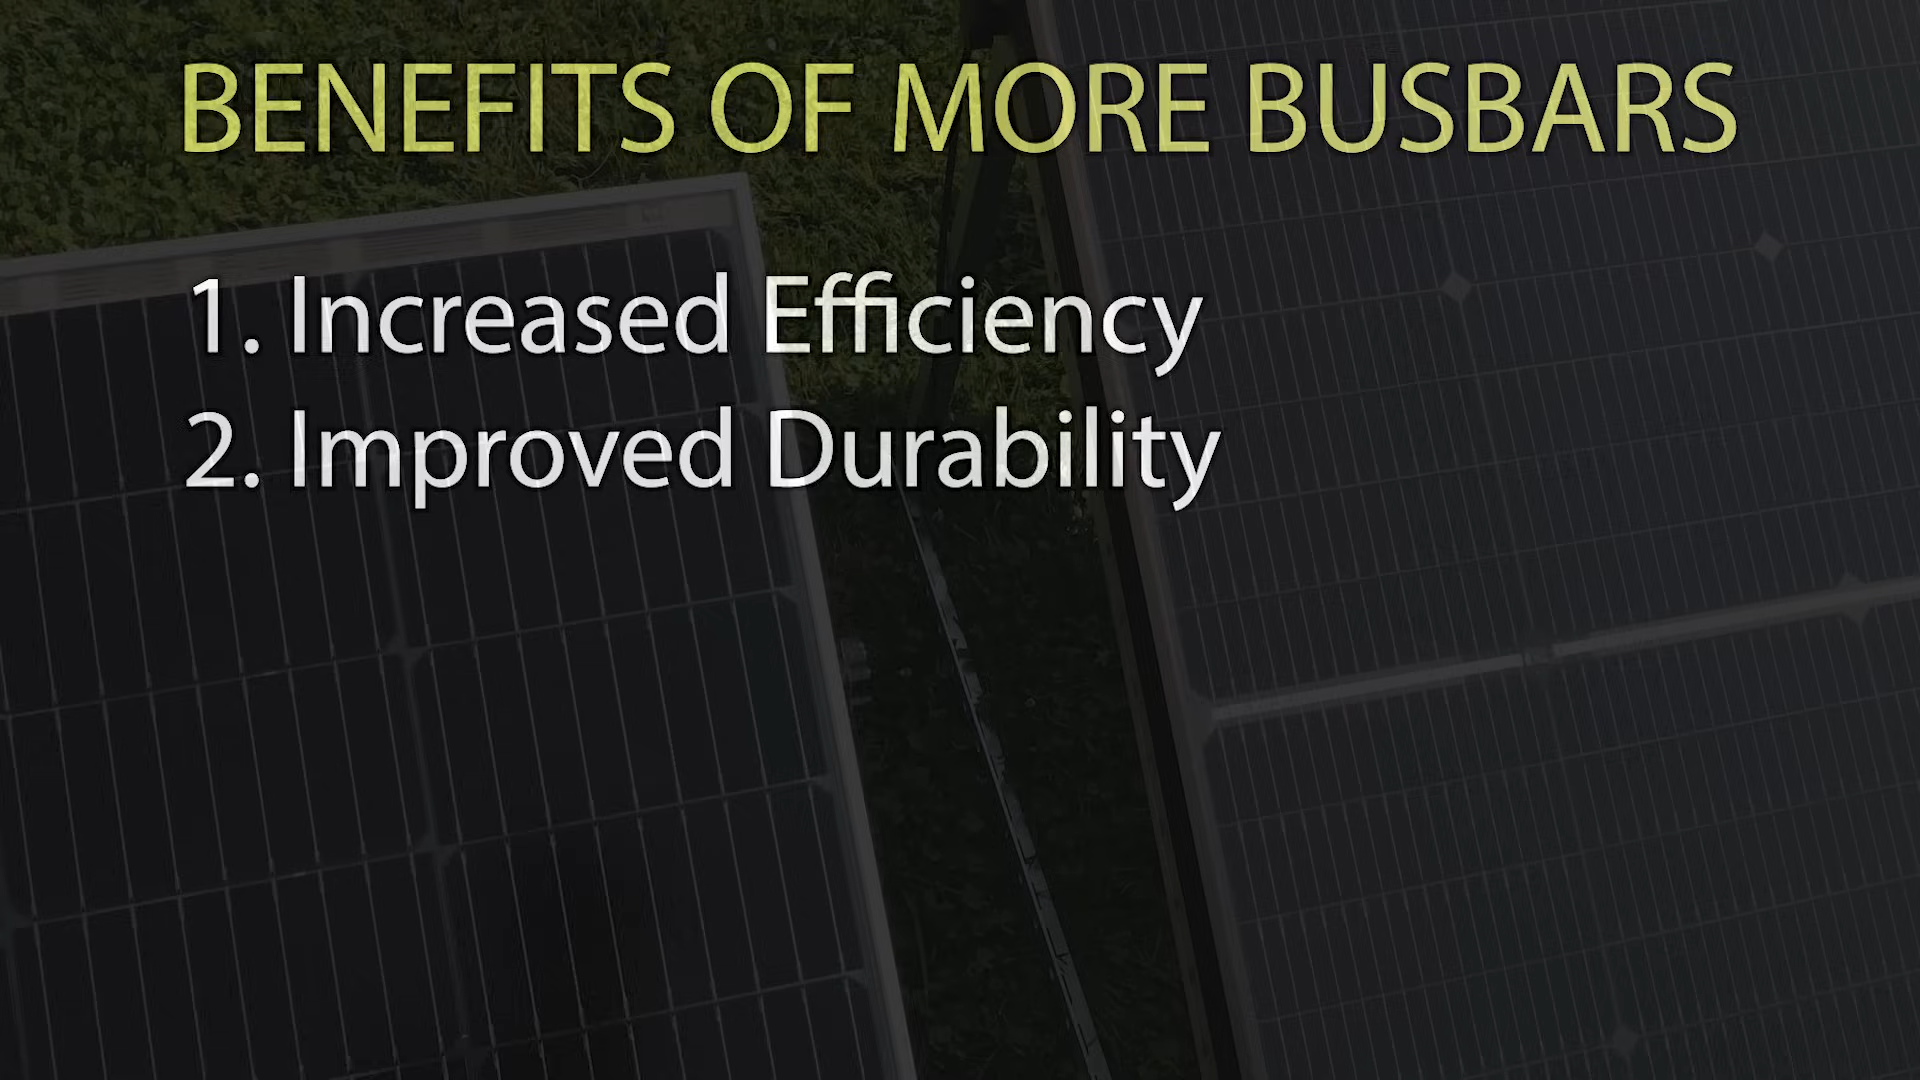 BENEFITS OF MORE BUSBARS
1. Increased Efficiency
2. Improved Durability